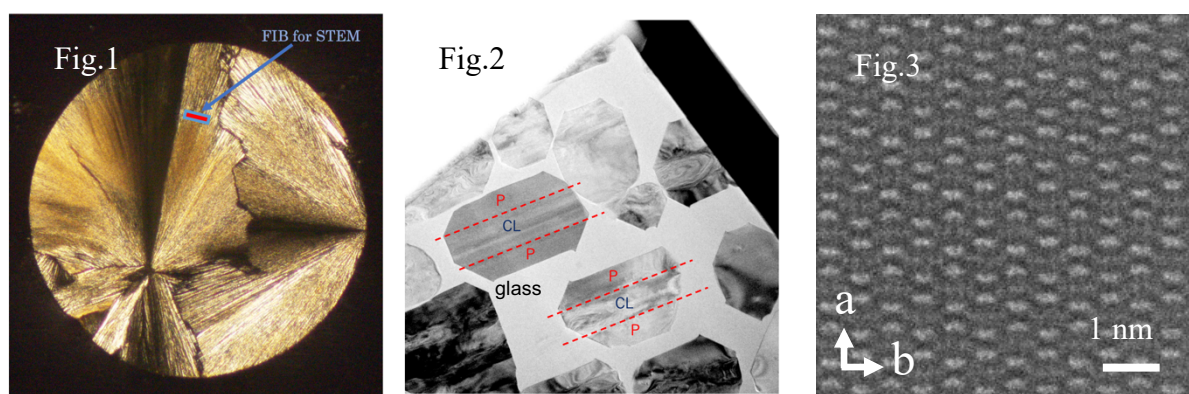 Fig.1
FIB for STEM
Fig.2
P
CL
P
glass
P
CL
P
Fig.3
a
b
1 nm